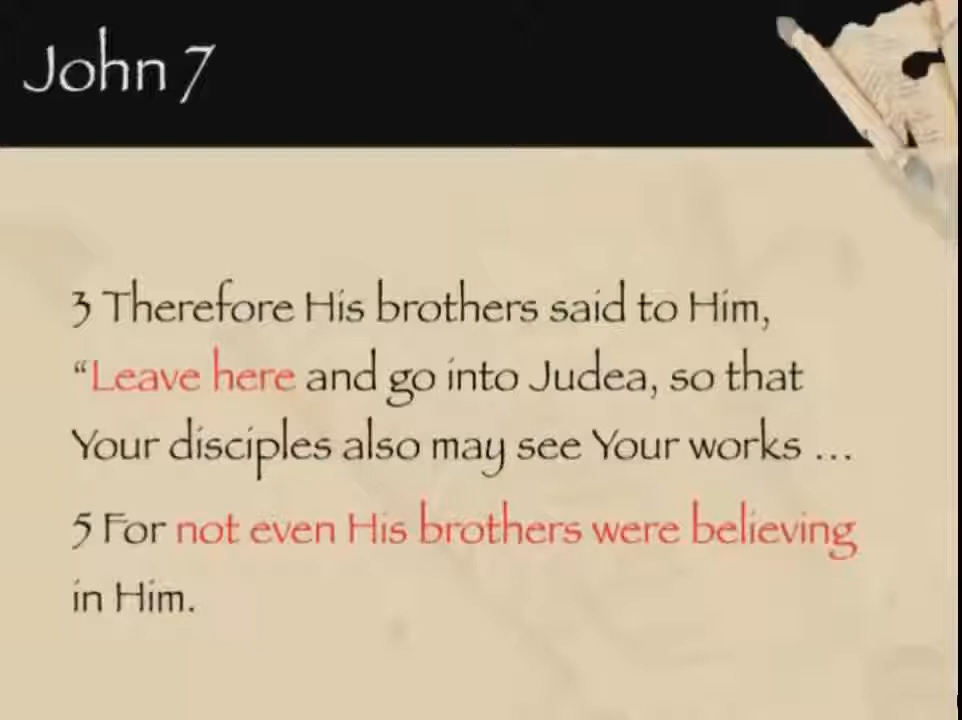 John 7
3 Therefore His brothers said to Him,
“Leave here and go into Judea, so that
Your disciples also may see Your works ...
5 For not even His brothers were believing
in Him.